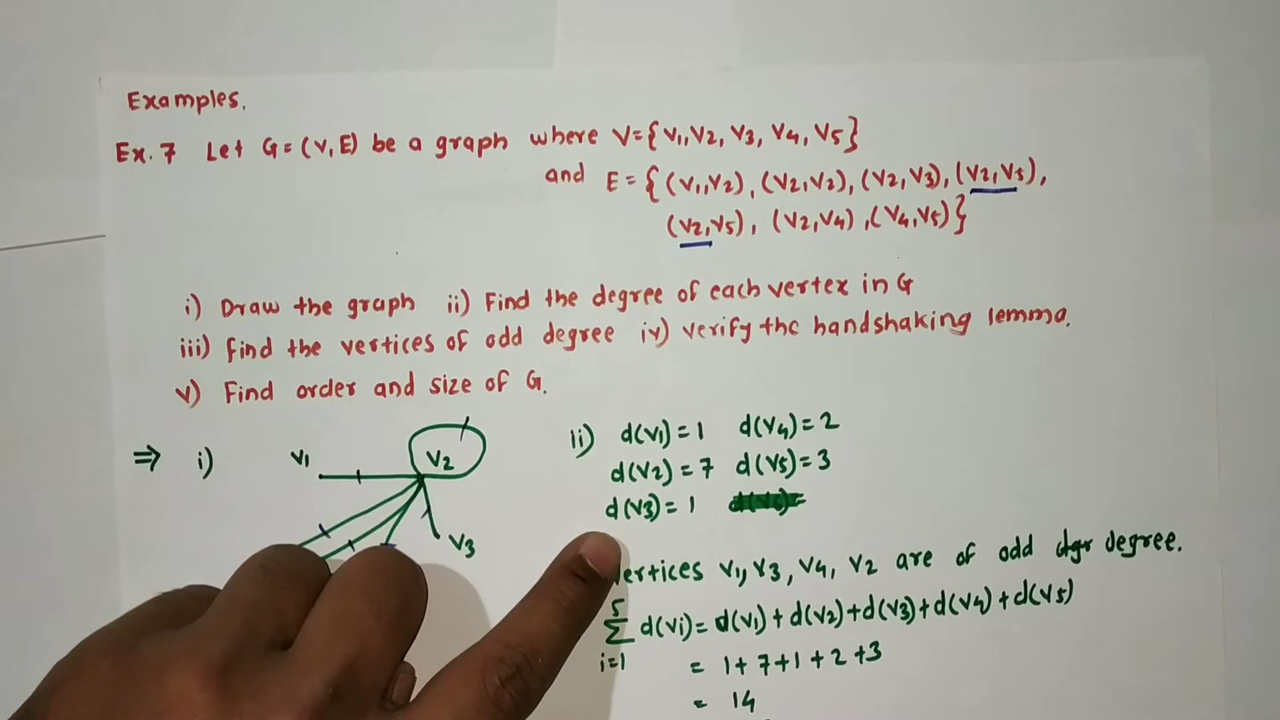 Examples.
Ex. 7 Let G = (V, E) be a graph where V = {v1, v2, v3, v4, v5}
and E = { (v1, v2), (v2, v2), (v2, v3), (v2, v5),
(v2, v5), (v2, v4), (v4, v5)}
i) Draw the graph ii) Find the degree of each vertex in G
iii) Find the vertices of odd degree iv) verify the handshaking lemma.
v) Find order and size of G.
⇒ i) v1 v2 v3
ii) d(v1) = 1 d(v4) = 2
d(v2) = 7 d(v5) = 3
d(v3) = 1
ertices v1, v3, v4, v2 are of odd degree.
5
∑ d(vi) = d(v1) + d(v2) + d(v3) + d(v4) + d(v5)
i=1 = 1 + 7 + 1 + 2 + 3
= 14